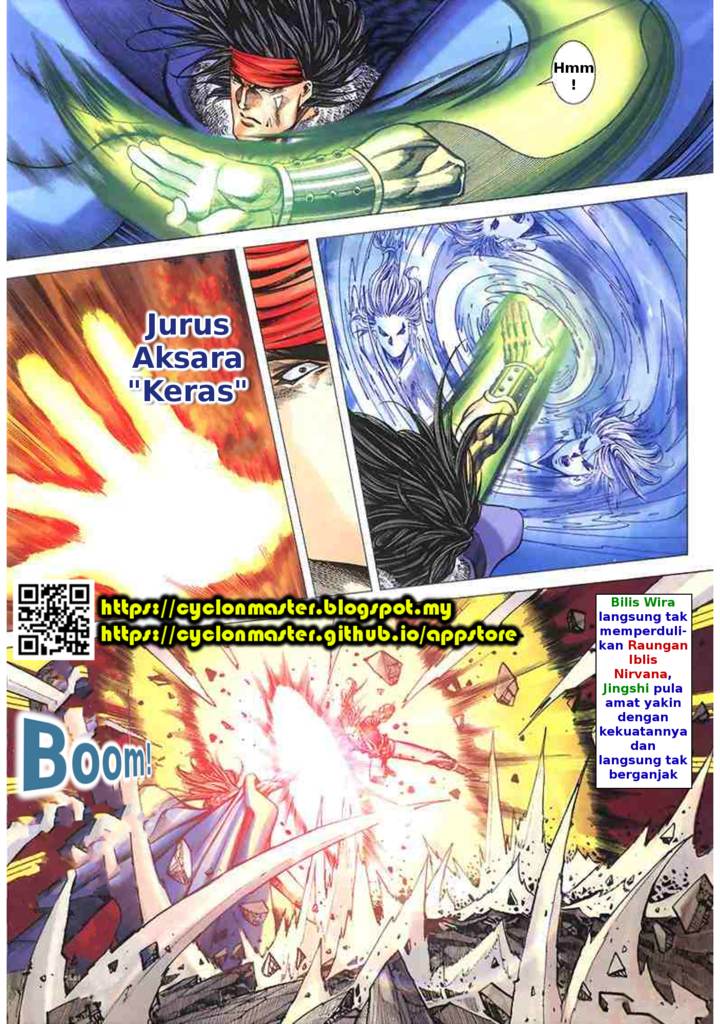 Hmm
!
Jurus
Aksara
"Keras"
https://cyclonmaster.blogspot.my
https://cyclonmaster.github.io/appstore
Bilis Wira
langsung tak
memperduli-
kan Raungan
Iblis
Nirvana,
Jingshi pula
amat yakin
dengan
kekuatannya
dan
langsung tak
berganjak
Boom!